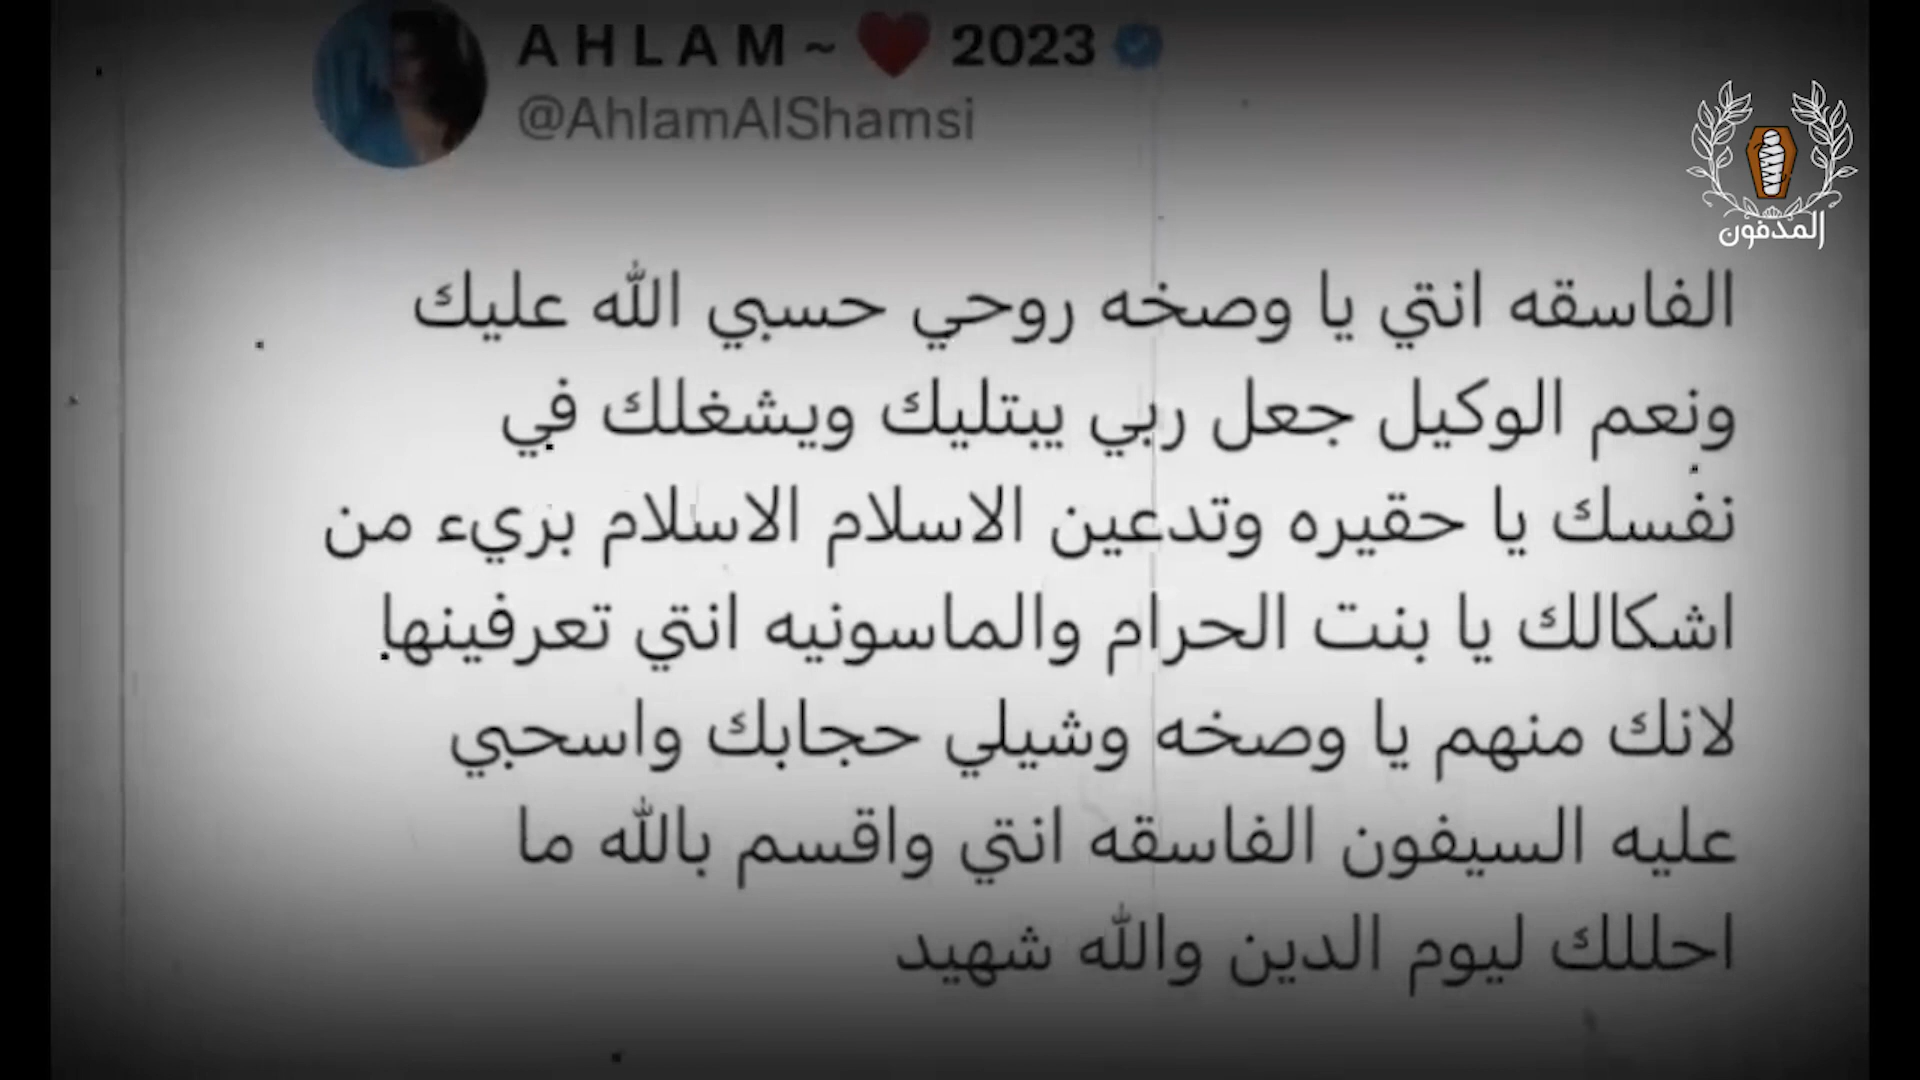 A H L A M ~ ❤️ 2023
@AhlamAlShamsi
المدفون
الفاسقه انتي يا وصخه روحي حسبي الله عليك
ونعم الوكيل جعل ربي يبتليك ويشغلك في
نفسك يا حقيره وتدعين الاسلام الاسلام بريء من
اشكالك يا بنت الحرام والماسونيه انتي تعرفينها
لانك منهم يا وصخه وشيلي حجابك واسحبي
عليه السيفون الفاسقه انتي واقسم بالله ما
احللك ليوم الدين والله شهيد